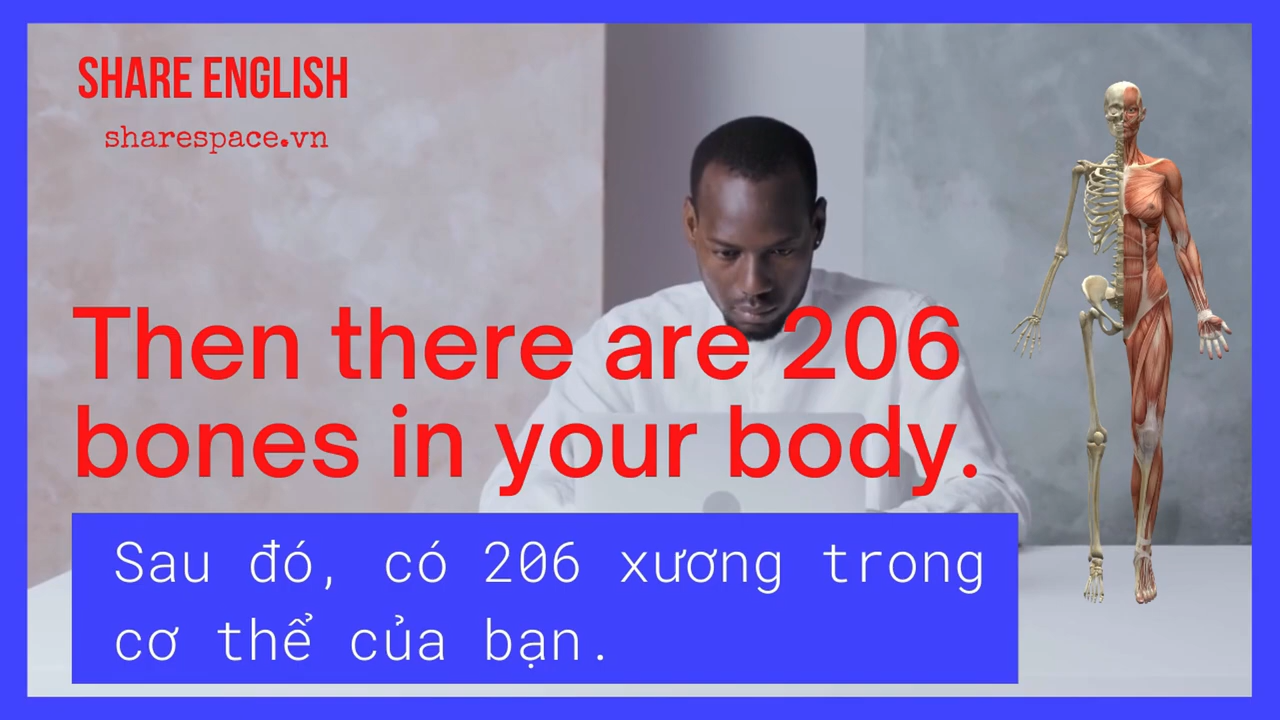 SHARE ENGLISH
sharespace.vn
Then there are 206
bones in your body.
Sau đó, có 206 xương trong
cơ thể của bạn.